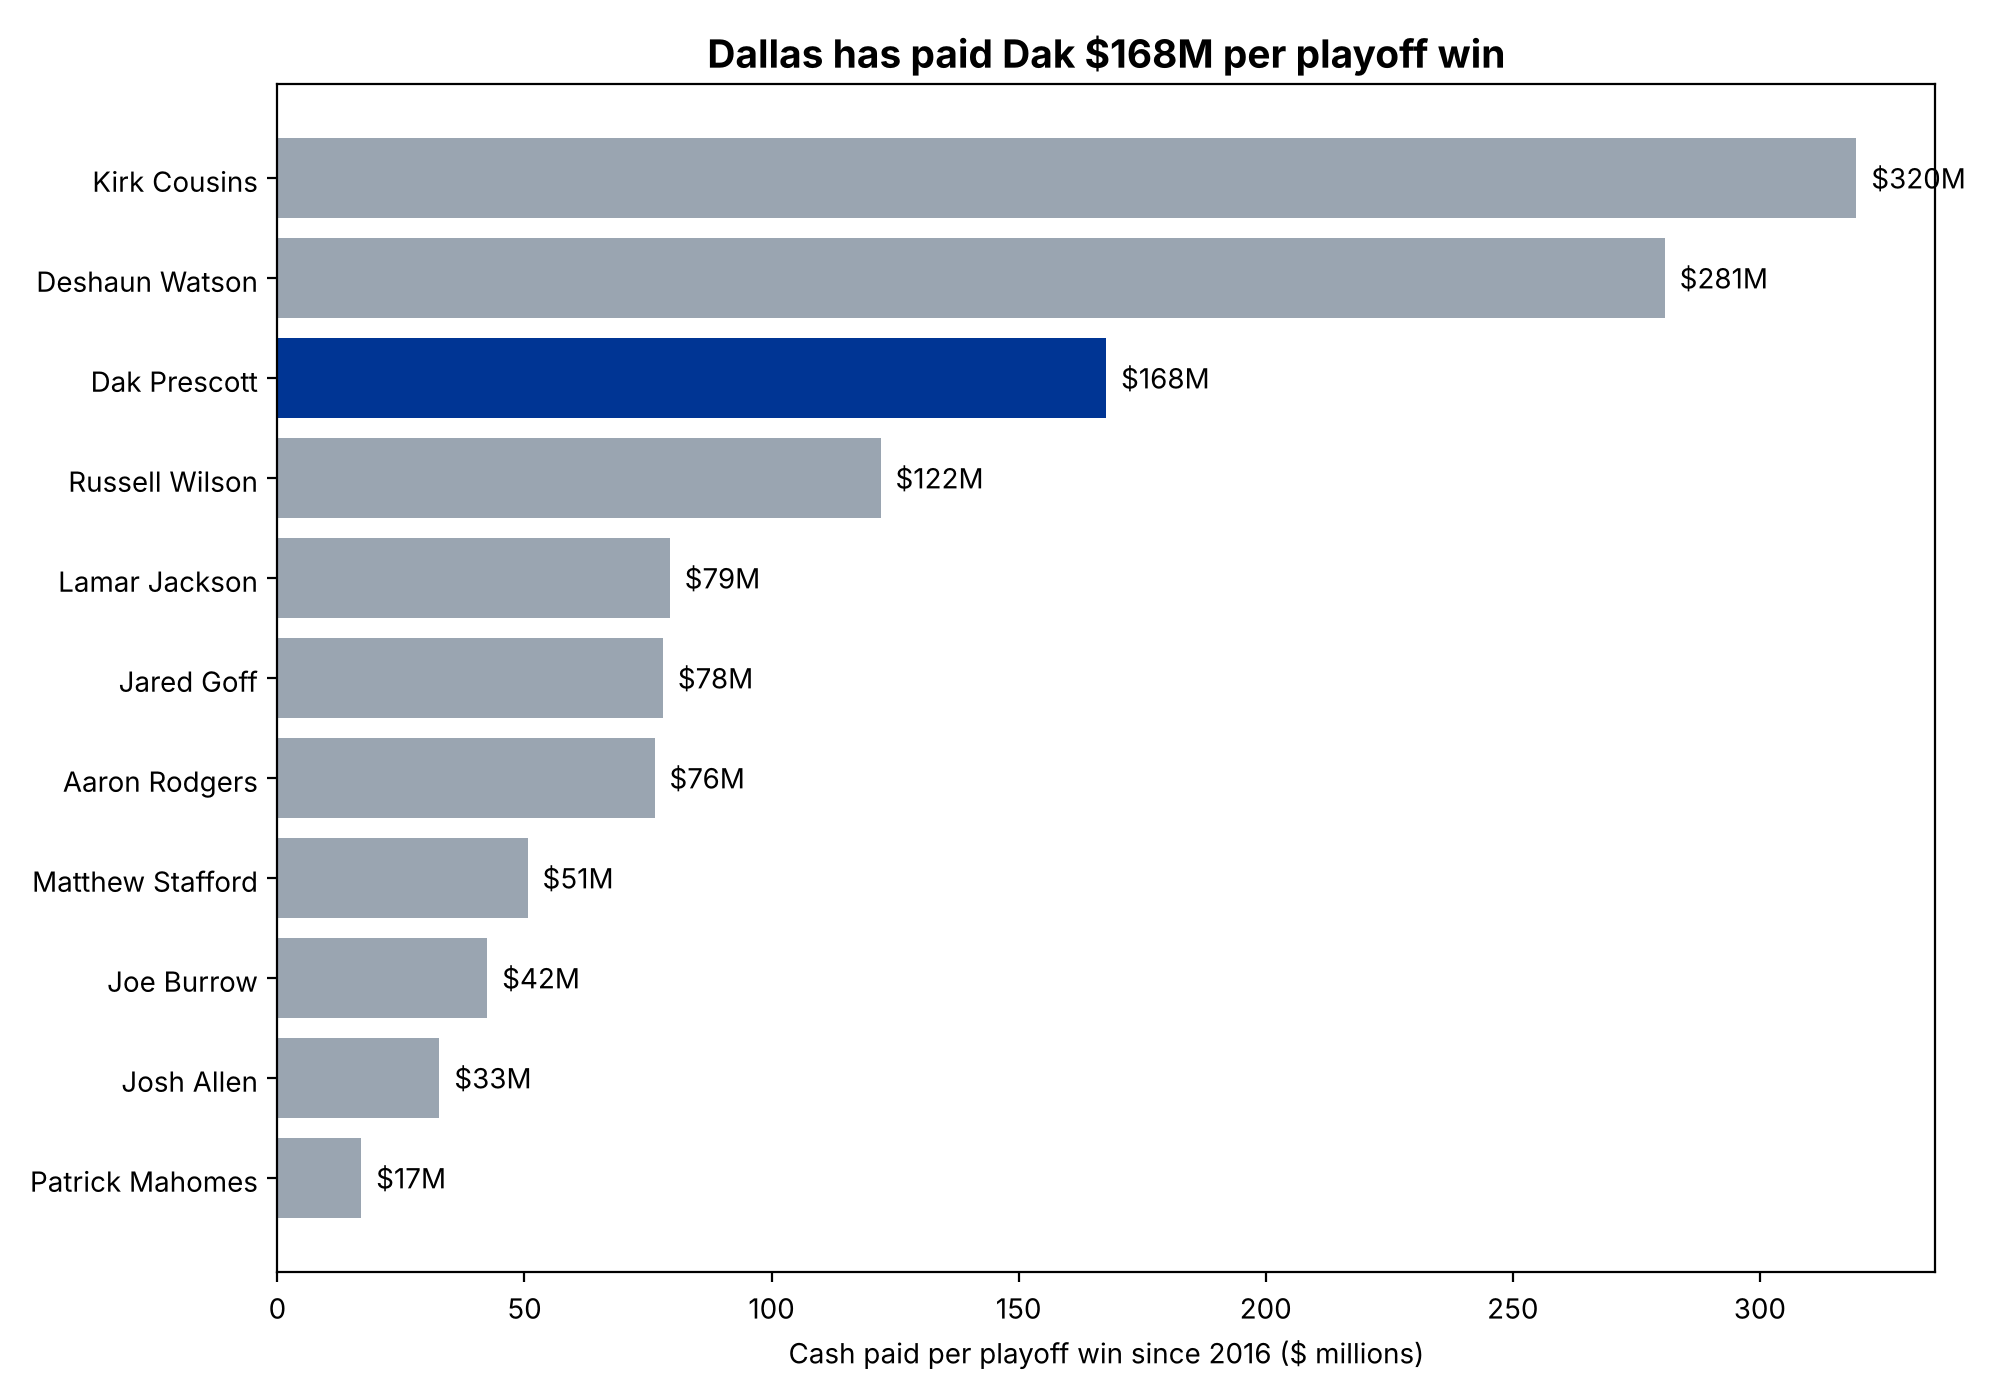 Dallas has paid Dak $168M per playoff win
Kirk Cousins $320M
Deshaun Watson $281M
Dak Prescott $168M
Russell Wilson $122M
Lamar Jackson $79M
Jared Goff $78M
Aaron Rodgers $76M
Matthew Stafford $51M
Joe Burrow $42M
Josh Allen $33M
Patrick Mahomes $17M
0 50 100 150 200 250 300
Cash paid per playoff win since 2016 ($ millions)